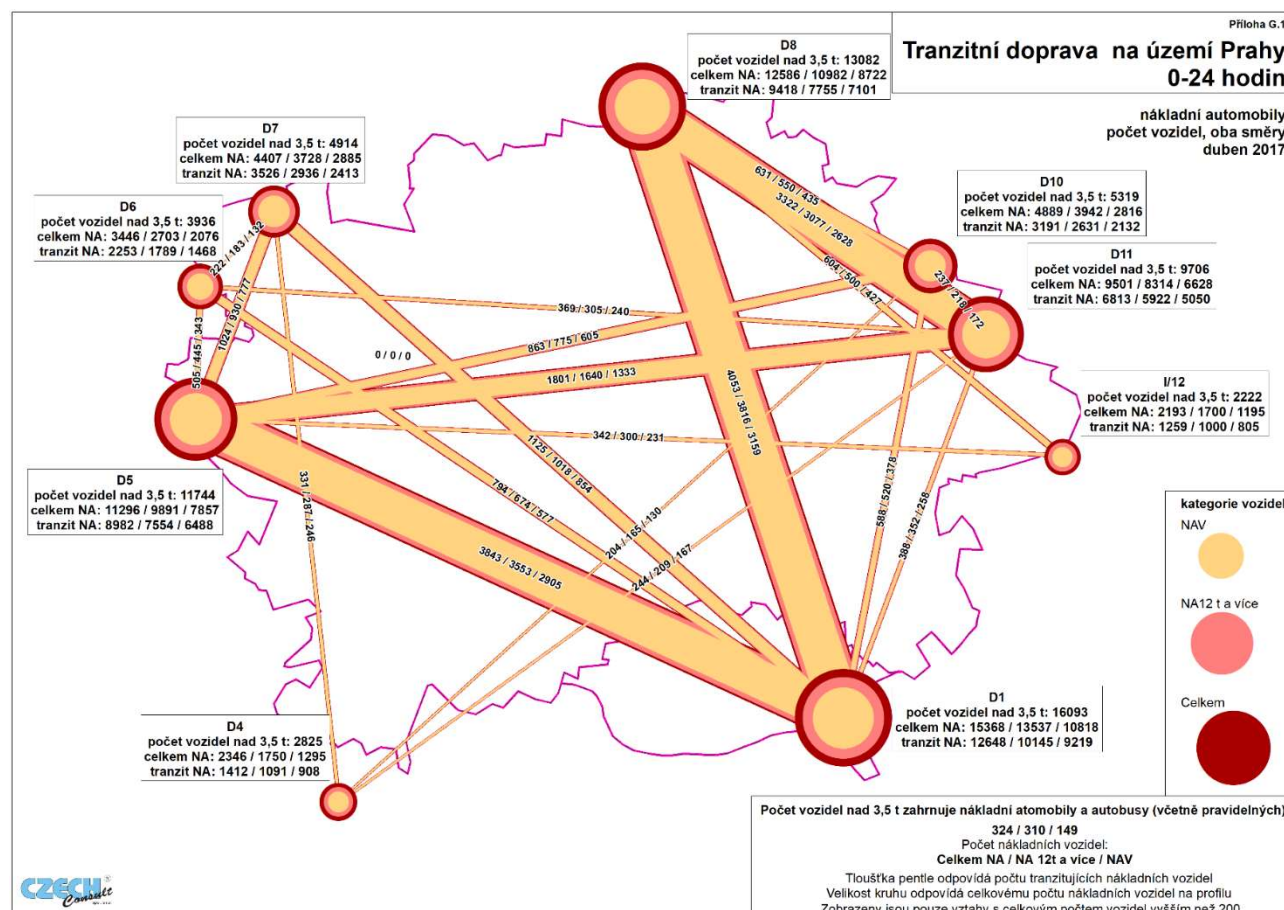 Příloha G.1
Tranzitní doprava na území Prahy
0-24 hodin
nákladní automobily
počet vozidel, oba směry
duben 2017
D8
počet vozidel nad 3,5 t: 13082
celkem NA: 12586 / 10982 / 8722
tranzit NA: 9418 / 7755 / 7101
D7
počet vozidel nad 3,5 t: 4914
celkem NA: 4407 / 3728 / 2885
tranzit NA: 3526 / 2936 / 2413
D6
počet vozidel nad 3,5 t: 3936
celkem NA: 3446 / 2703 / 2076
tranzit NA: 2253 / 1789 / 1468
D10
počet vozidel nad 3,5 t: 5319
celkem NA: 4889 / 3942 / 2816
tranzit NA: 3191 / 2631 / 2132
D11
počet vozidel nad 3,5 t: 9706
celkem NA: 9501 / 8314 / 6628
tranzit NA: 6813 / 5922 / 5050
I/12
počet vozidel nad 3,5 t: 2222
celkem NA: 2193 / 1700 / 1195
tranzit NA: 1259 / 1000 / 805
631 / 550 / 435
3322 / 3077 / 2628
604 / 500 / 427
237 / 218 / 172
222 / 183 / 132
1024 / 930 / 777
505 / 445 / 343
369 / 305 / 240
0 / 0 / 0
863 / 775 / 605
1801 / 1640 / 1333
4053 / 3816 / 3159
342 / 300 / 231
1125 / 1018 / 854
794 / 674 / 577
331 / 287 / 246
204 / 165 / 130
244 / 209 / 167
588 / 520 / 378
388 / 352 / 258
3843 / 3553 / 2905
D5
počet vozidel nad 3,5 t: 11744
celkem NA: 11296 / 9891 / 7857
tranzit NA: 8982 / 7554 / 6488
D4
počet vozidel nad 3,5 t: 2825
celkem NA: 2346 / 1750 / 1295
tranzit NA: 1412 / 1091 / 908
D1
počet vozidel nad 3,5 t: 16093
celkem NA: 15368 / 13537 / 10818
tranzit NA: 12648 / 10145 / 9219
kategorie vozidel
NAV
NA12 t a více
Celkem
Počet vozidel nad 3,5 t zahrnuje nákladní atomobily a autobusy (včetně pravidelných)
324 / 310 / 149
Počet nákladních vozidel:
Celkem NA / NA 12t a více / NAV
Tloušťka pentle odpovídá počtu tranzitujících nákladních vozidel
Velikost kruhu odpovídá celkovému počtu nákladních vozidel na profilu
Zobrazeny jsou pouze vztahy s celkovým počtem vozidel vyšším než 200
CZECH
Consult